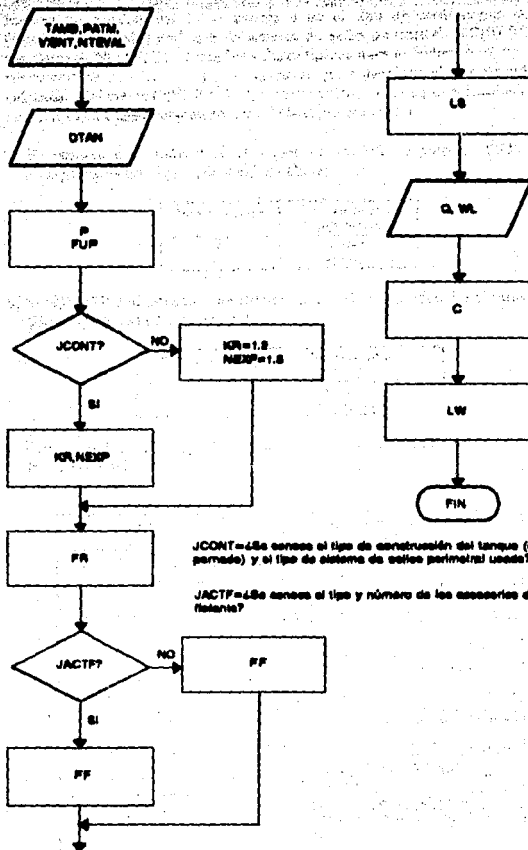 TAMB, PATM,
VIENT, NTEVAL
DTAN
P
FUP
JCONT?
NO
KR=1.2
NEXP=1.5
SI
KR, NEXP
FR
JACTF?
NO
FF
SI
FF
LS
Q, WL
C
LW
FIN
JCONT=¿Se conoce el tipo de construcción del tanque (
y el tipo de sistema de sellos perimetral usado?
JACTF=¿Se conoce el tipo y número de los accesorios
flotante?